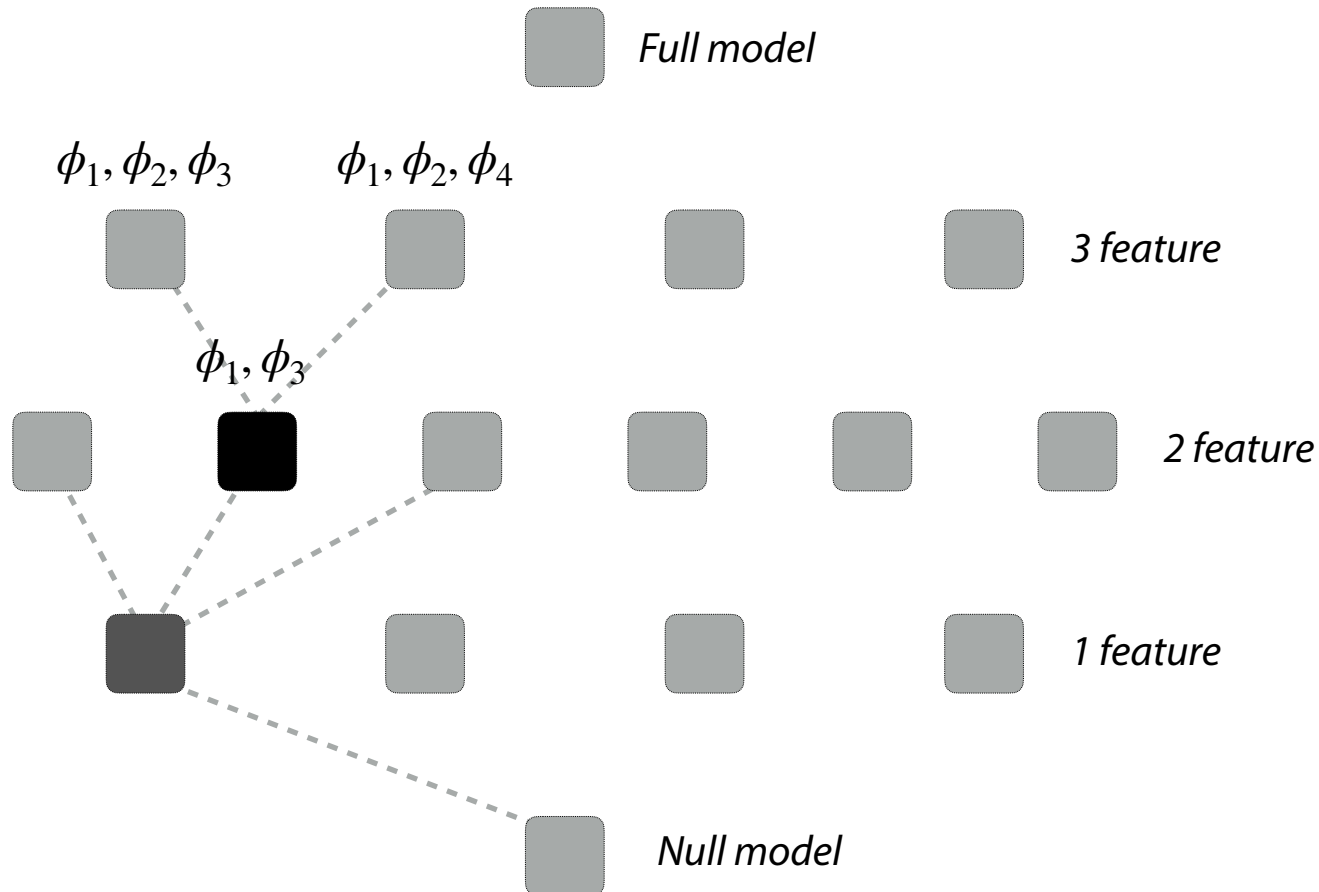 Full model
ϕ₁, ϕ₂, ϕ₃ ϕ₁, ϕ₂, ϕ₄
3 feature
ϕ₁, ϕ₃
2 feature
1 feature
Null model